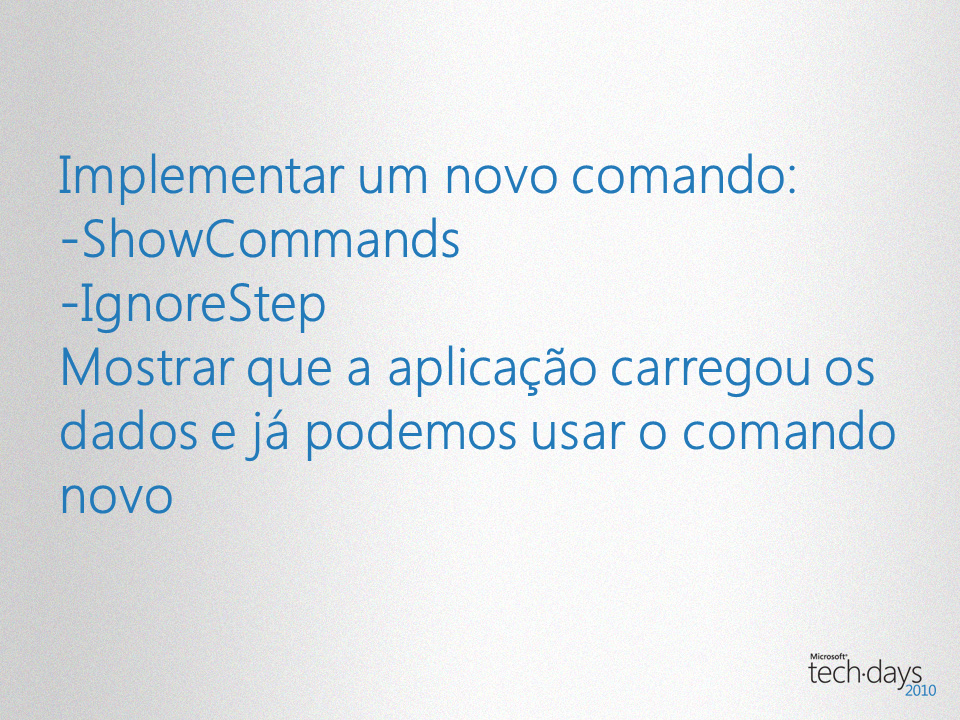 Implementar um novo comando:
-ShowCommands
-IgnoreStep
Mostrar que a aplicação carregou os
dados e já podemos usar o comando
novo
Microsoft®
tech·days
2010